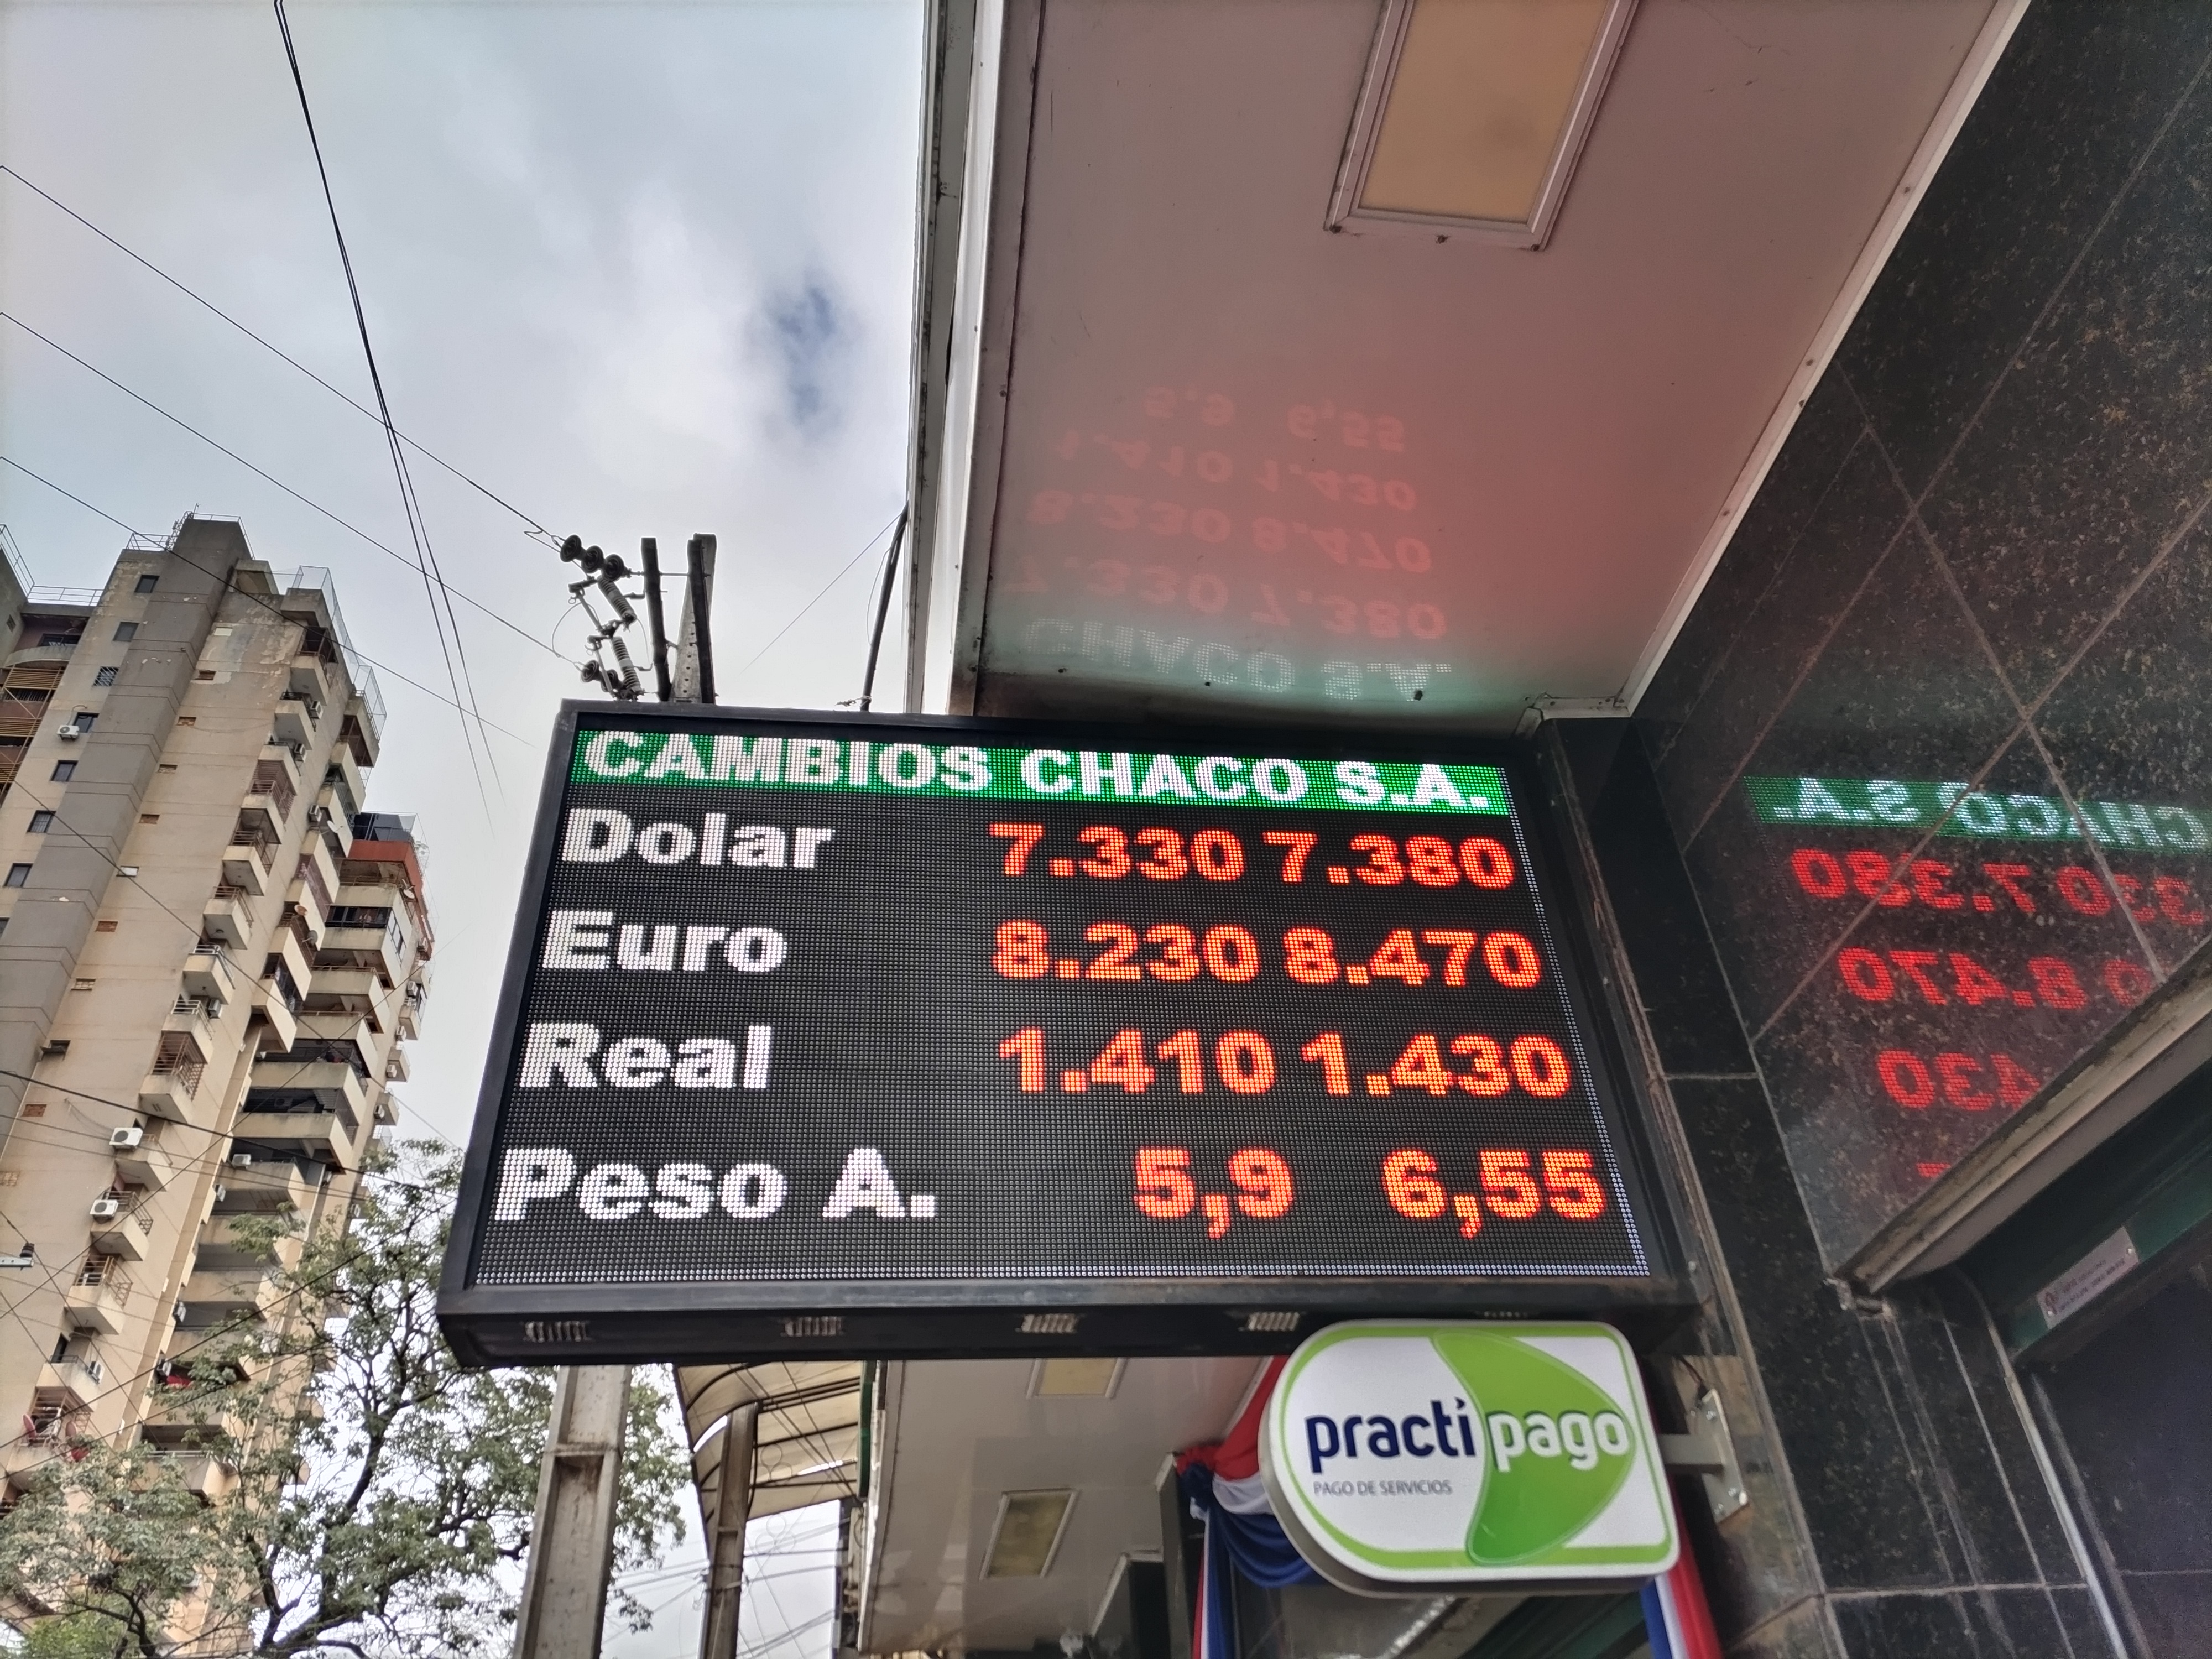 CAMBIOS CHACO S.A.
Dolar 7.330 7.380
Euro 8.230 8.470
Real 1.410 1.430
Peso A. 5,9 6,55
practipago
PAGO DE SERVICIOS